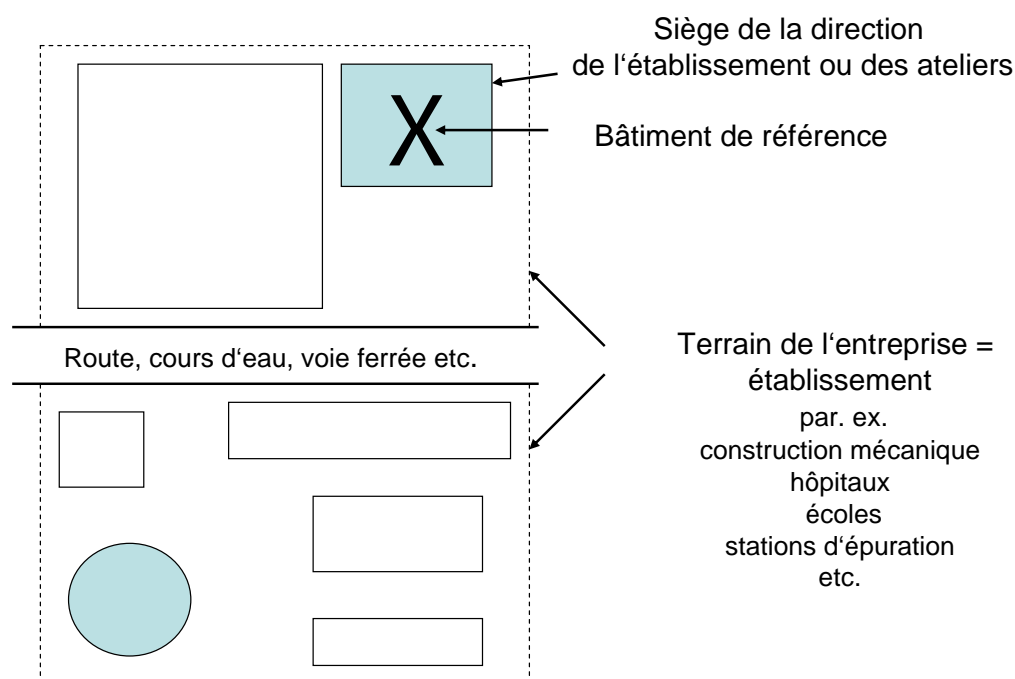 Siège de la direction
de l‘établissement ou des ateliers
X
Bâtiment de référence
Route, cours d‘eau, voie ferrée etc.
Terrain de l‘entreprise =
établissement
par. ex.
construction mécanique
hôpitaux
écoles
stations d'épuration
etc.